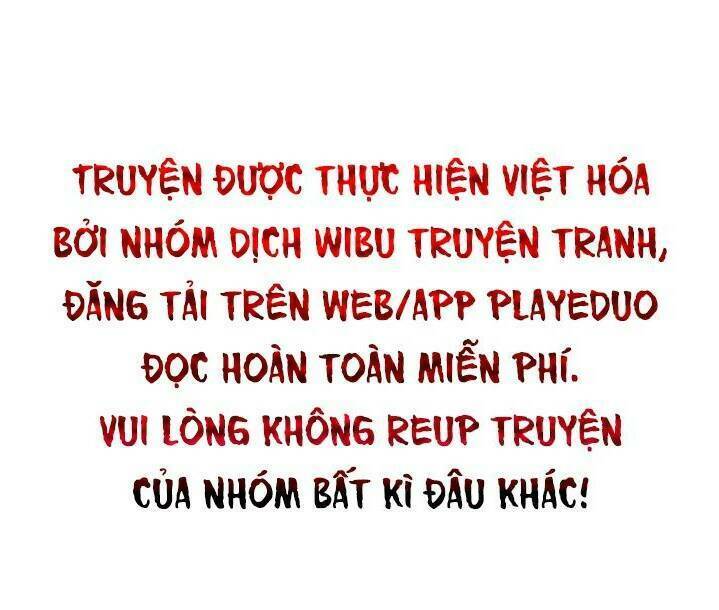 TRUYỆN ĐƯỢC THỰC HIỆN VIỆT HÓA
BỞI NHÓM DỊCH WIBU TRUYỆN TRANH,
ĐĂNG TẢI TRÊN WEB/APP PLAYEDUO
ĐỌC HOÀN TOÀN MIỄN PHÍ.
VUI LÒNG KHÔNG REUP TRUYỆN
CỦA NHÓM BẤT KÌ ĐÂU KHÁC!